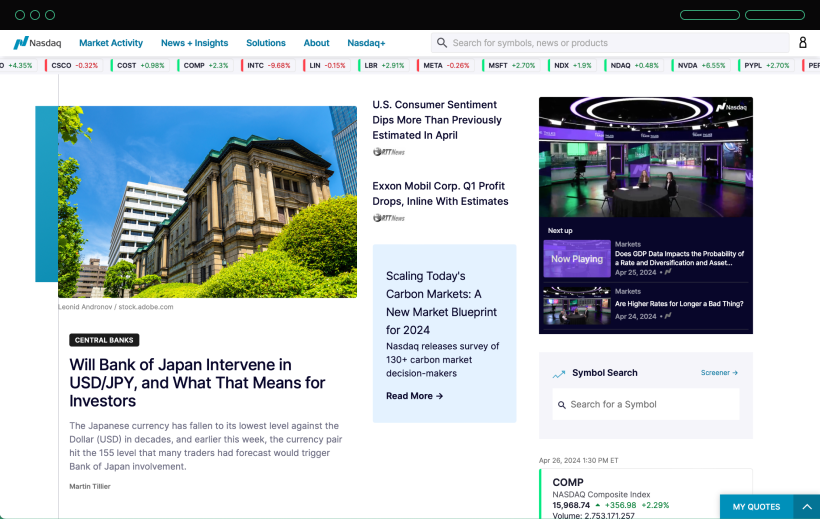 Nasdaq
Market Activity
News + Insights
Solutions
About
Nasdaq+
Search for symbols, news or products
+4.35%
CSCO -0.32%
COST +0.98%
COMP +2.3%
INTC -9.68%
LIN -0.15%
LBR +2.91%
META -0.26%
MSFT +2.70%
NDX +1.9%
NDAQ +0.48%
NVDA +6.55%
PYPL +2.70%
PEP
Leonid Andronov / stock.adobe.com
CENTRAL BANKS
Will Bank of Japan Intervene in
USD/JPY, and What That Means for
Investors
The Japanese currency has fallen to its lowest level against the
Dollar (USD) in decades, and earlier this week, the currency pair
hit the 155 level that many traders had forecast would trigger
Bank of Japan involvement.
Martin Tillier
U.S. Consumer Sentiment
Dips More Than Previously
Estimated In April
RTTNews
Exxon Mobil Corp. Q1 Profit
Drops, Inline With Estimates
RTTNews
Scaling Today's
Carbon Markets: A
New Market Blueprint
for 2024
Nasdaq releases survey of
130+ carbon market
decision-makers
Read More →
Nasdaq
Next up
Now Playing
Markets
Does GDP Data Impacts the Probability of
a Rate and Diversification and Asset...
Apr 25, 2024 •
Markets
Are Higher Rates for Longer a Bad Thing?
Apr 24, 2024 •
Symbol Search
Screener →
Search for a Symbol
Apr 26, 2024 1:30 PM ET
COMP
NASDAQ Composite Index
15,968.74 ▲ +356.98 +2.29%
Volume: 2,753,171,257
MY QUOTES